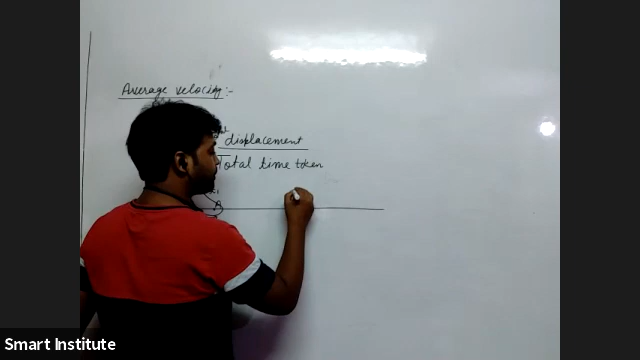 Average velocity :-
displacement
Total time taken
A
Smart Institute